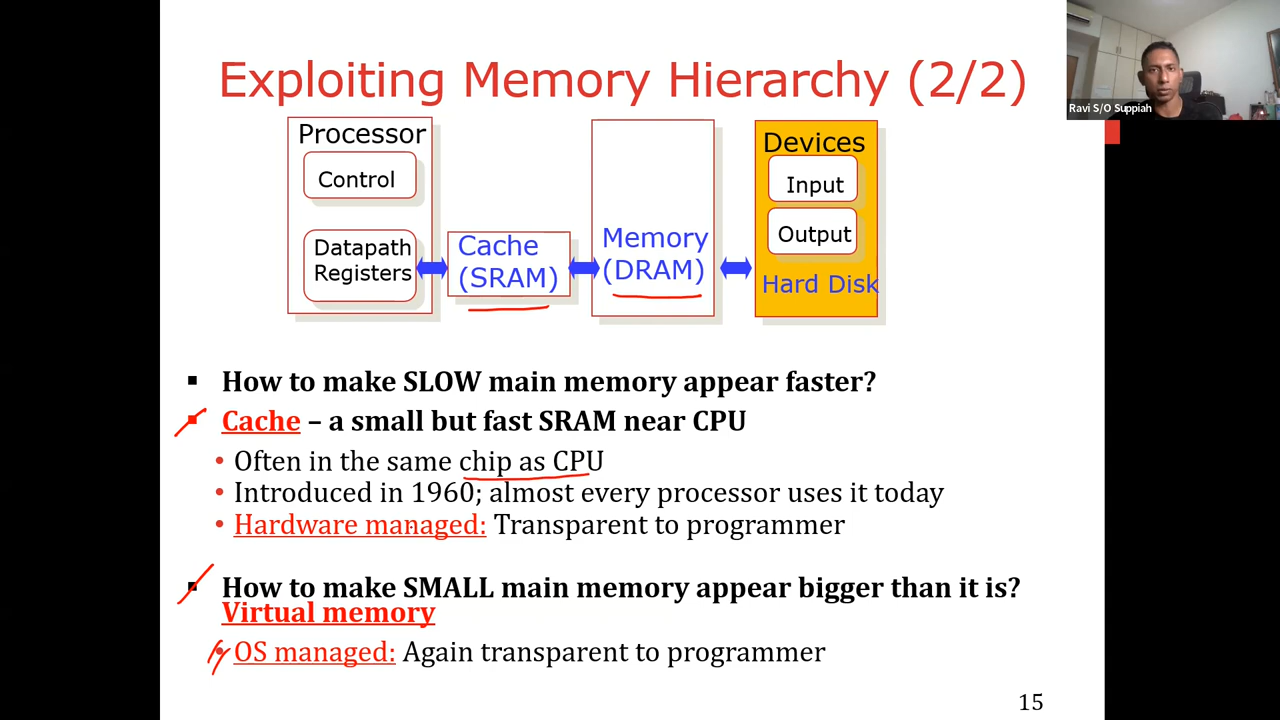 Exploiting Memory Hierarchy (2/2)
Ravi S/O Suppiah
Processor
Control
Datapath
Registers
Cache
(SRAM)
Memory
(DRAM)
Devices
Input
Output
Hard Disk
▪ How to make SLOW main memory appear faster?
▪ Cache – a small but fast SRAM near CPU
• Often in the same chip as CPU
• Introduced in 1960; almost every processor uses it today
• Hardware managed: Transparent to programmer
▪ How to make SMALL main memory appear bigger than it is?
Virtual memory
• OS managed: Again transparent to programmer
15